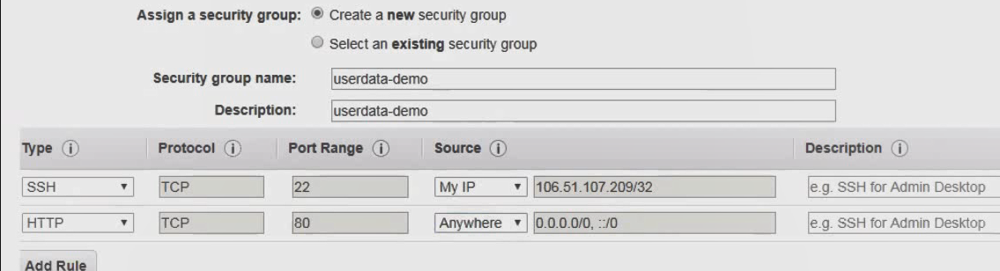 Assign a security group: Create a new security group
Select an existing security group
Security group name: userdata-demo
Description: userdata-demo
Type i Protocol i Port Range i Source i Description i
SSH TCP 22 My IP 106.51.107.209/32 e.g. SSH for Admin Desktop
HTTP TCP 80 Anywhere 0.0.0.0/0, ::/0 e.g. SSH for Admin Desktop
Add Rule